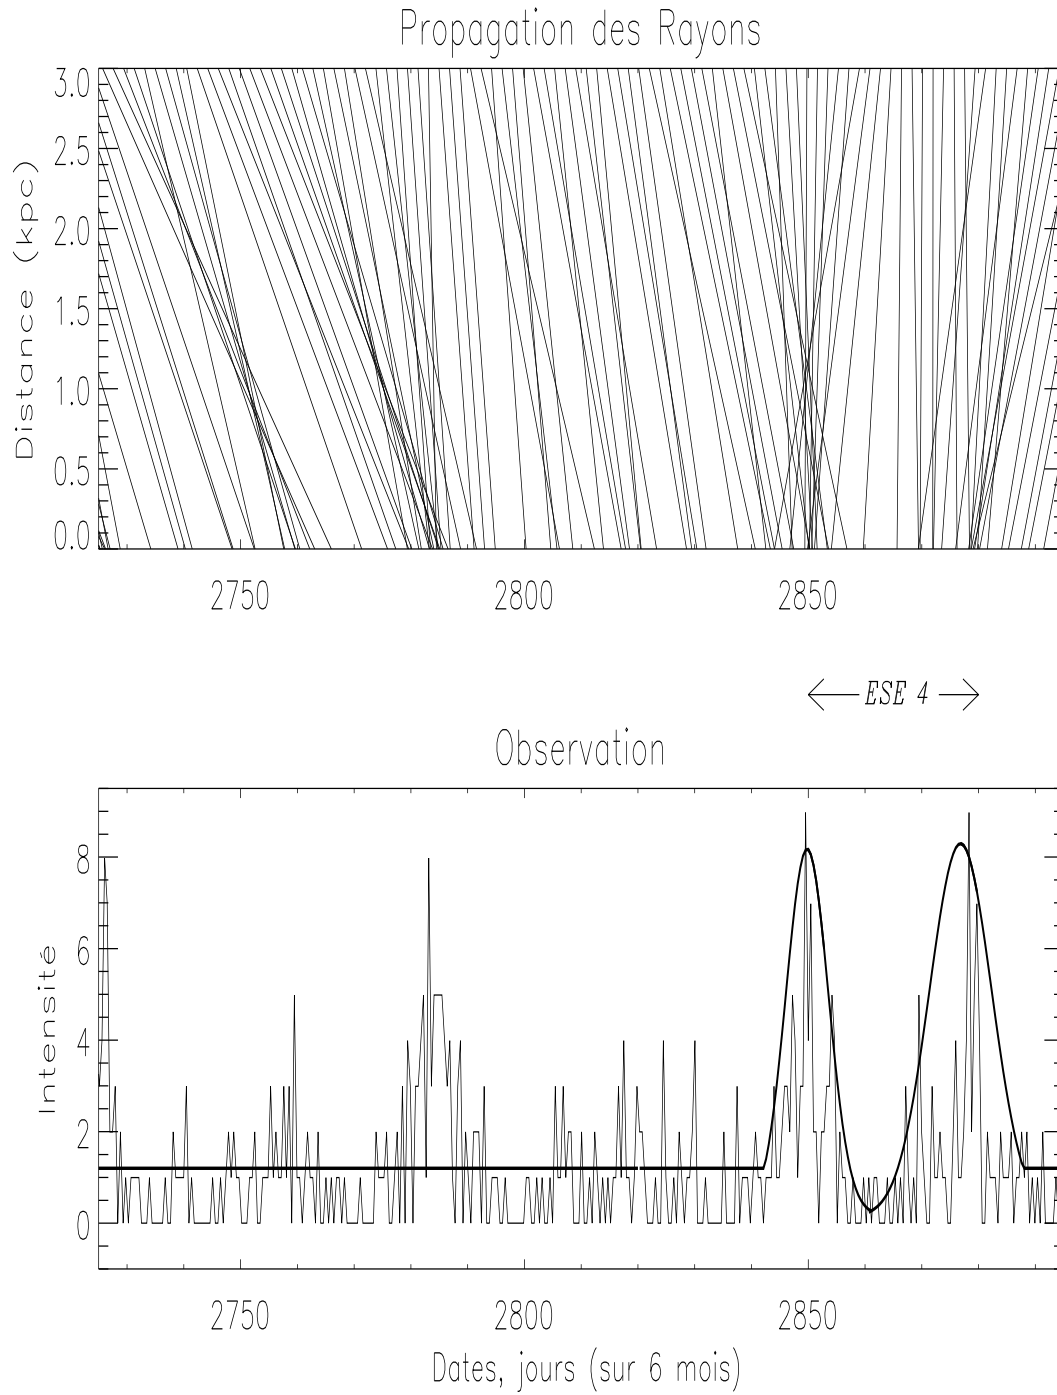 Propagation des Rayons
Distance (kpc)
3.0
2.5
2.0
1.5
1.0
0.5
0.0
2750 2800 2850
ESE 4
Observation
Intensité
8
6
4
2
0
2750 2800 2850
Dates, jours (sur 6 mois)